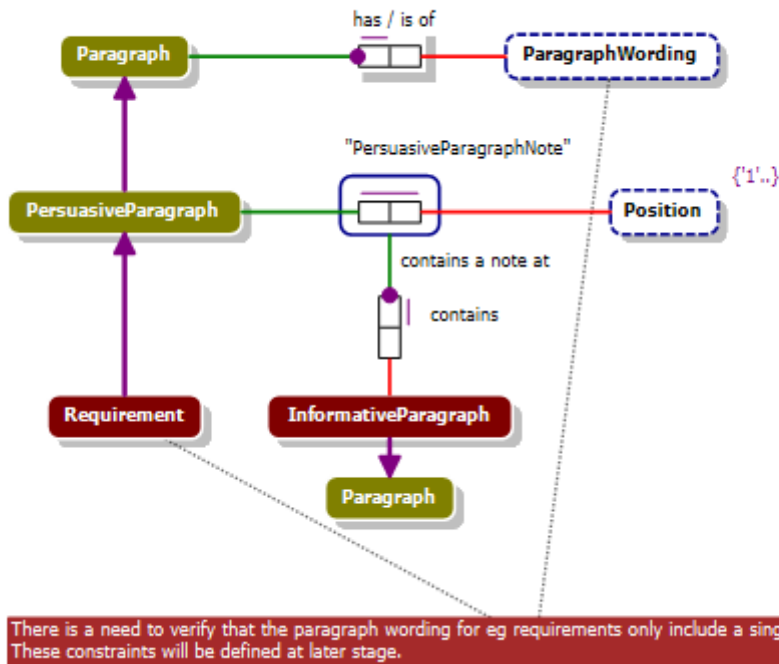 has / is of
Paragraph
ParagraphWording
"PersuasiveParagraphNote"
{'1'..}
PersuasiveParagraph
Position
contains a note at
contains
Requirement
InformativeParagraph
Paragraph
There is a need to verify that the paragraph wording for eg requirements only include a sing
These constraints will be defined at later stage.